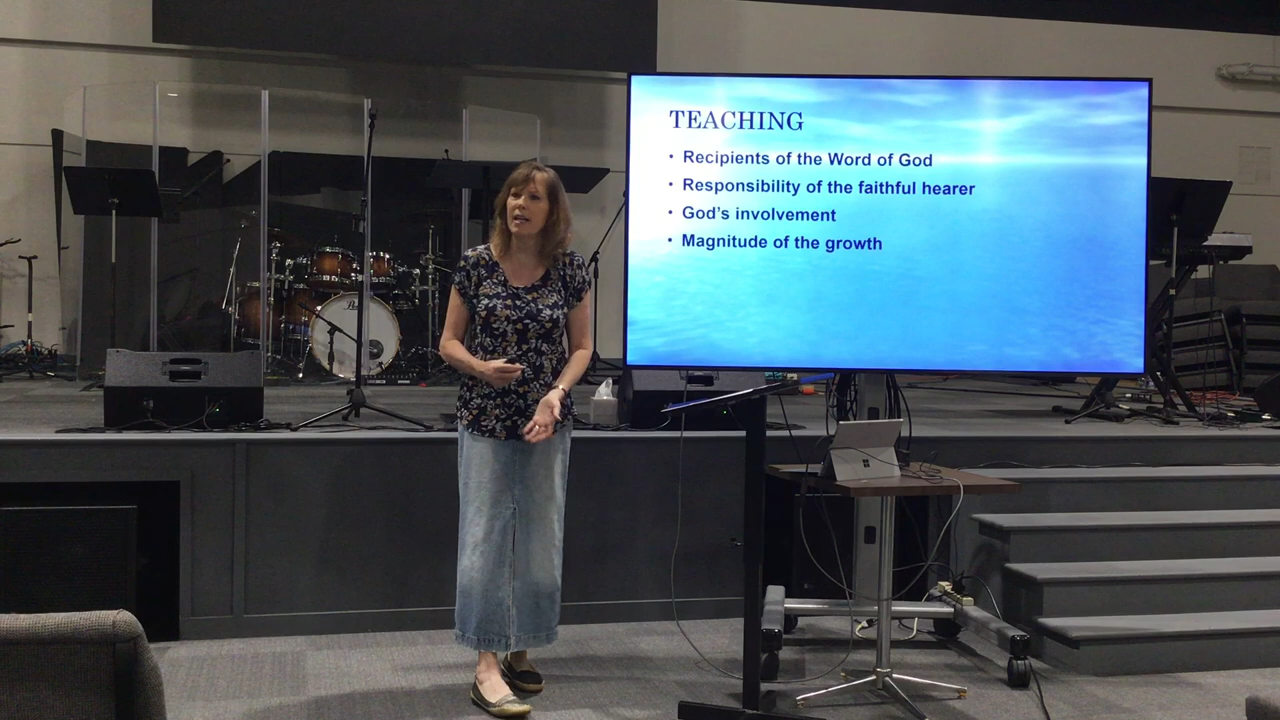 TEACHING
• Recipients of the Word of God
• Responsibility of the faithful hearer
• God's involvement
• Magnitude of the growth